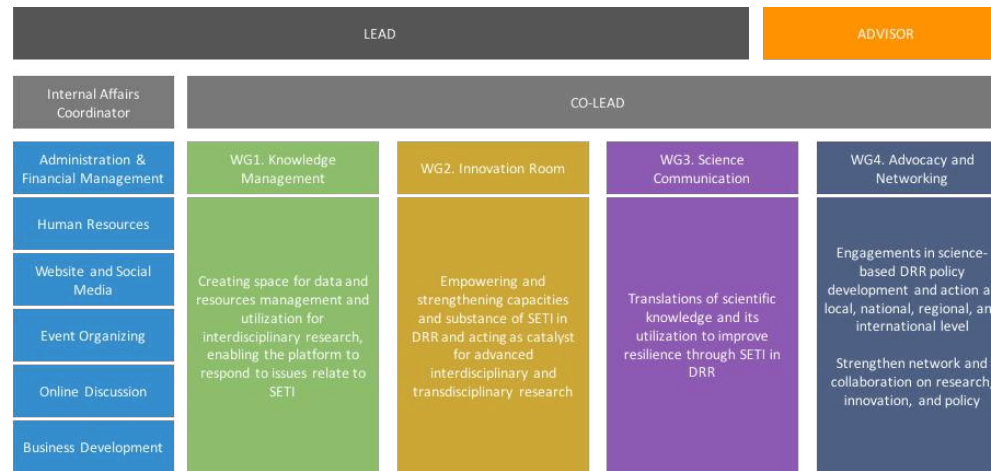 LEAD
ADVISOR
Internal Affairs
Coordinator
CO-LEAD
Administration &
Financial Management
Human Resources
Website and Social
Media
Event Organizing
Online Discussion
Business Development
WG1. Knowledge
Management
Creating space for data and
resources management and
utilization for
interdisciplinary research,
enabling the platform to
respond to issues relate to
SETI
WG2. Innovation Room
Empowering and
strengthening capacities
and substance of SETI in
DRR and acting as catalyst
for advanced
interdisciplinary and
transdisciplinary research
WG3. Science
Communication
Translations of scientific
knowledge and its
utilization to improve
resilience through SETI in
DRR
WG4. Advocacy and
Networking
Engagements in science-
based DRR policy
development and action
local, national, regional,
international level
Strengthen network and
collaboration on research,
innovation, and policy